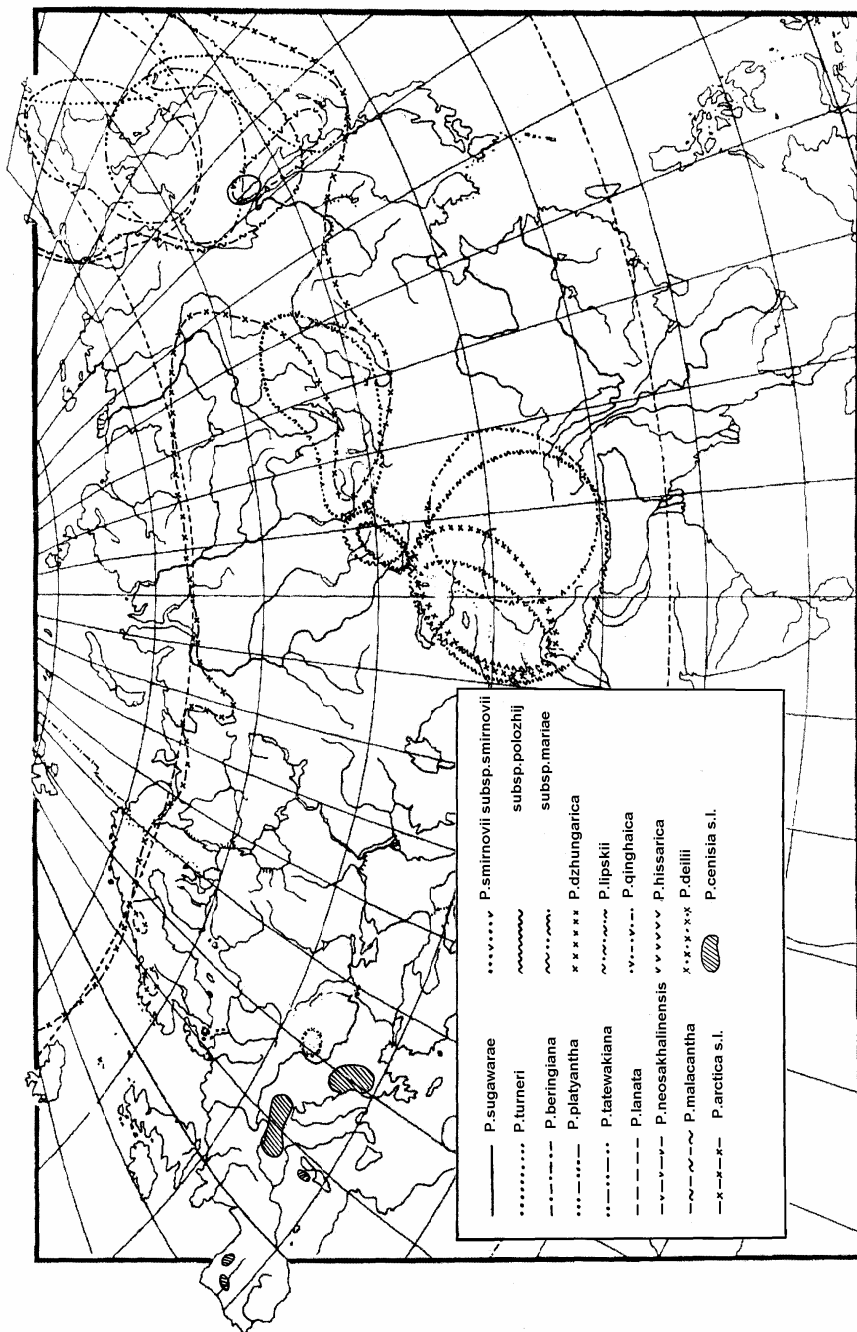 P.sugawarae
P.turneri
P.beringiana
P.platyantha
P.tatewakiana
P.lanata
P.neosakhalinensis
P.malacantha
P.arctica s.l.
P.smirnovii subsp.smirnovii
subsp.polozhij
subsp.mariae
P.dzhungarica
P.lipskii
P.qinghaica
P.hissarica
P.deilii
P.cenisia s.l.